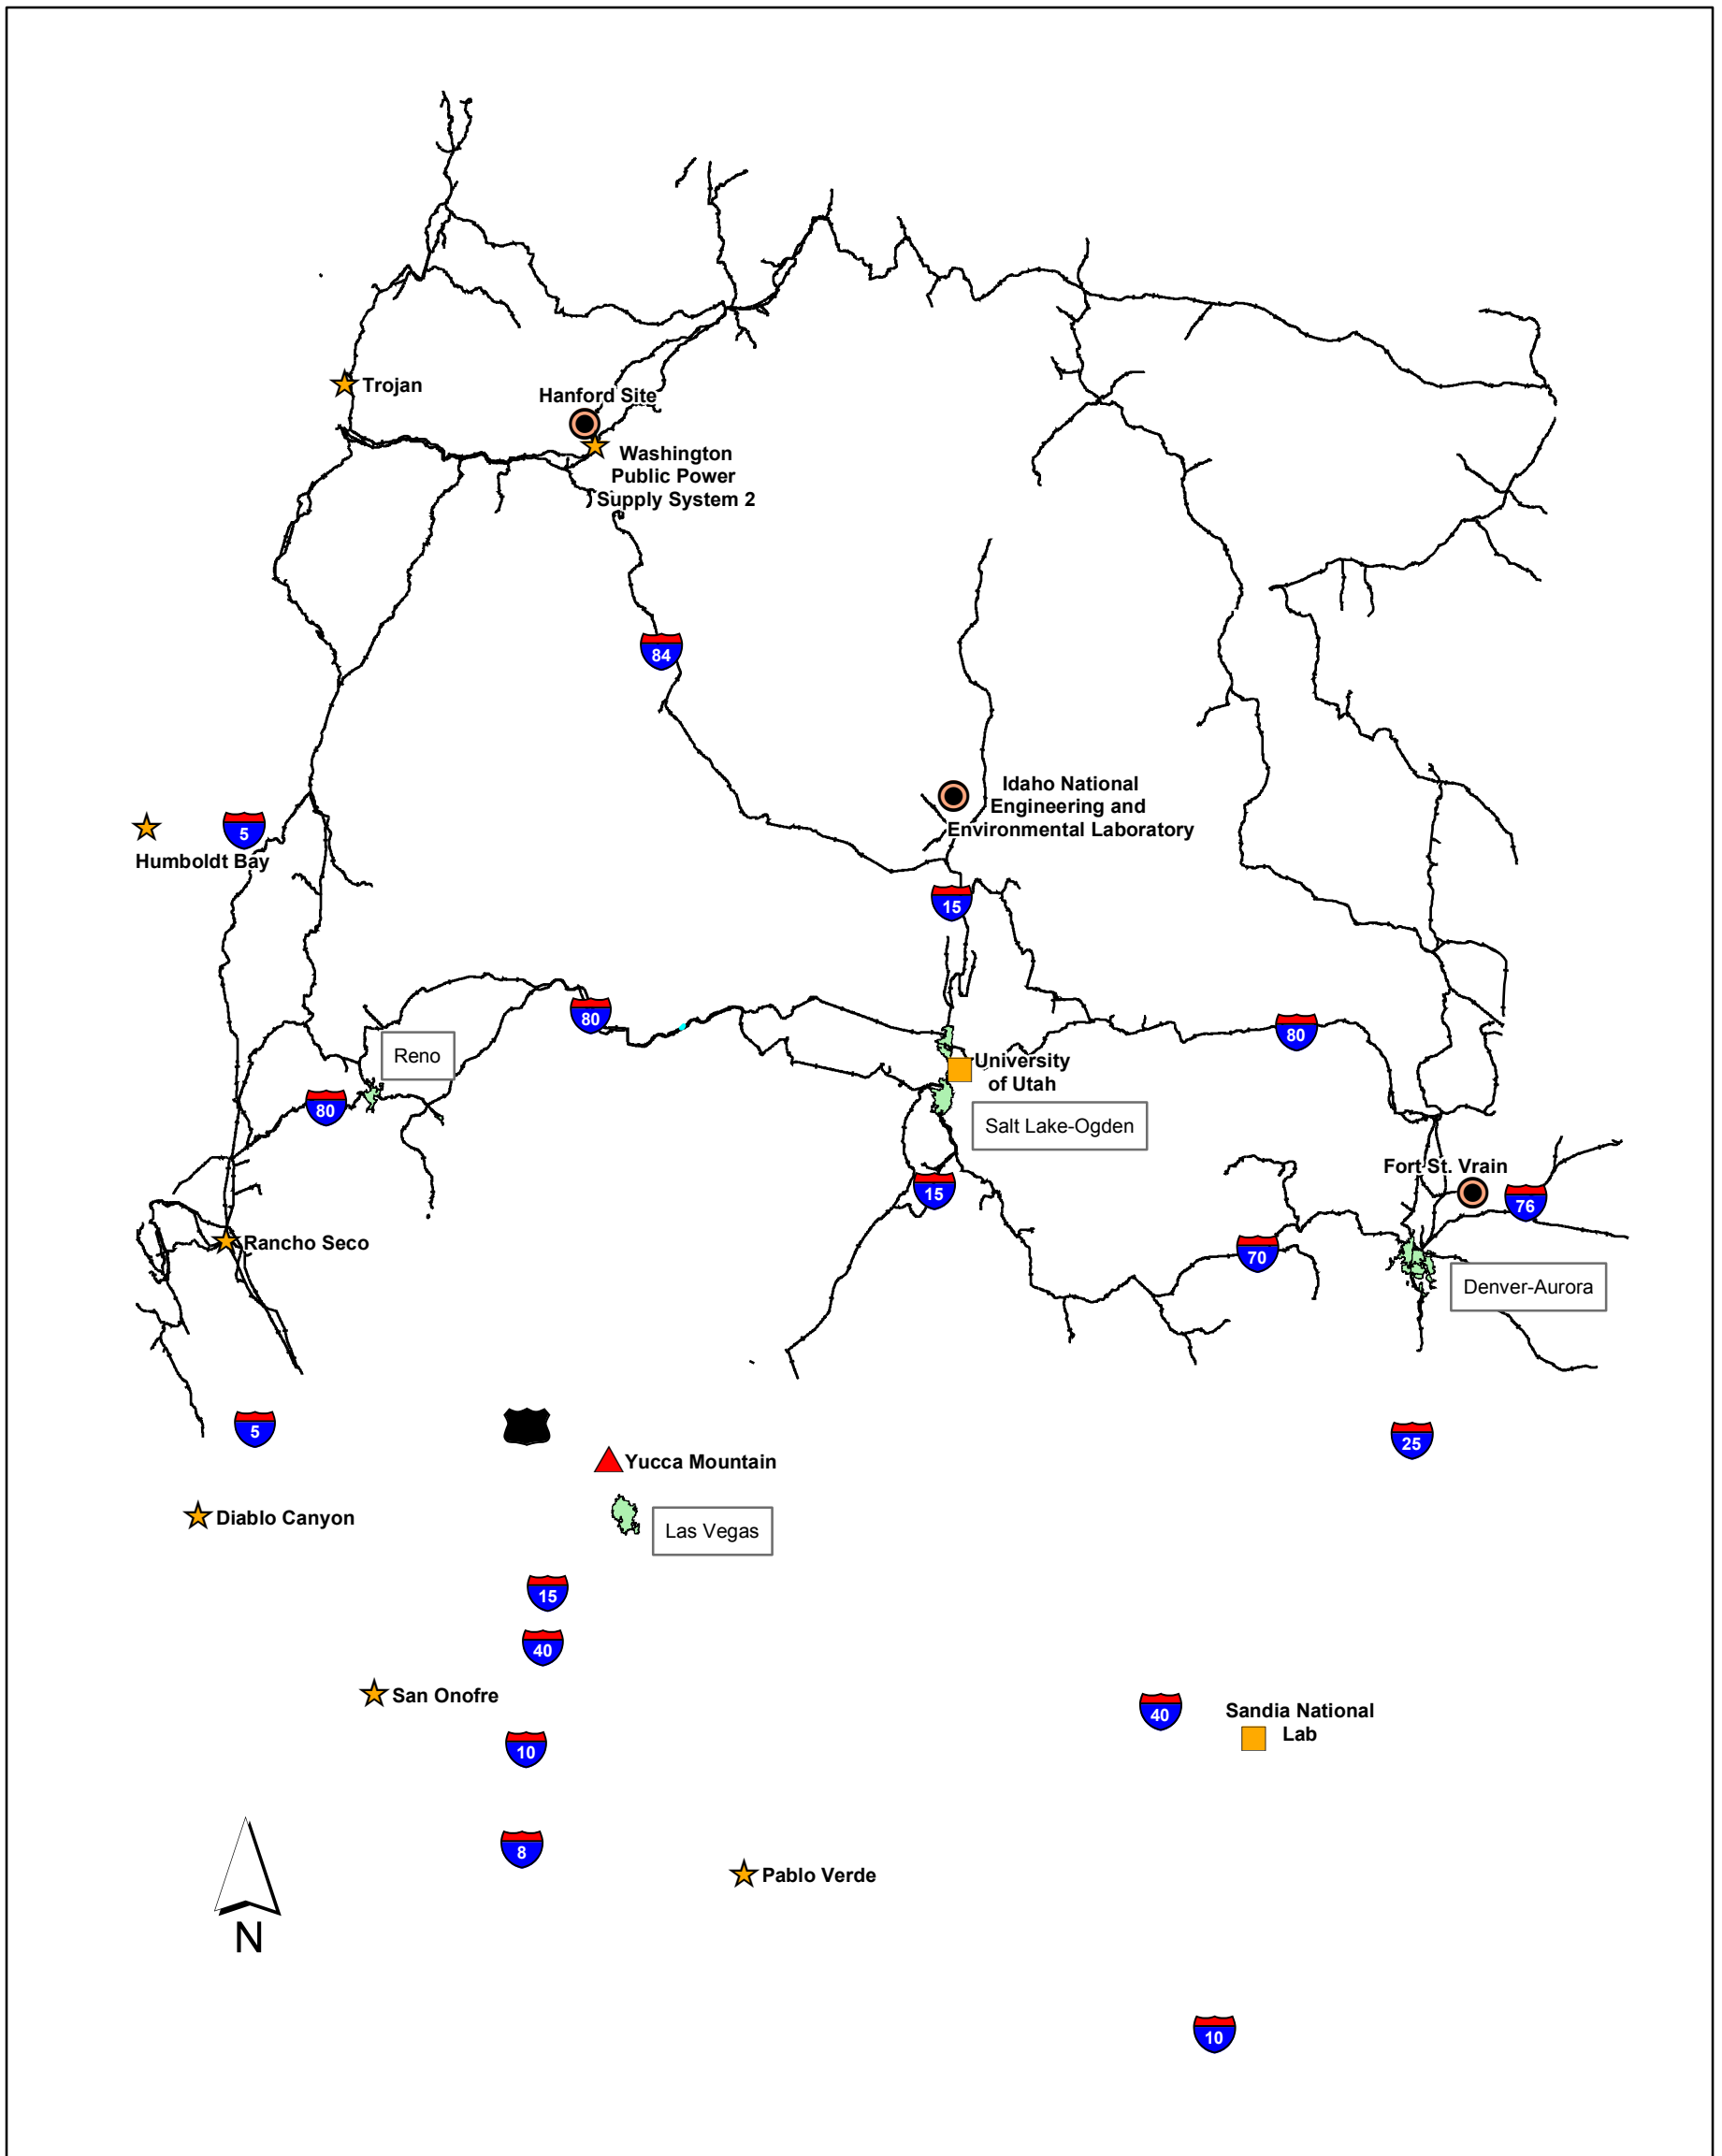 Trojan
Hanford Site
Washington
Public Power
Supply System 2
84
Idaho National
Engineering and
Environmental Laboratory
5
Humboldt Bay
15
80
80
Reno
University
of Utah
80
Salt Lake-Ogden
Fort St. Vrain
15
76
Rancho Seco
70
Denver-Aurora
5
25
Yucca Mountain
Diablo Canyon
Las Vegas
15
40
San Onofre
40
Sandia National
Lab
10
8
Pablo Verde
N
10